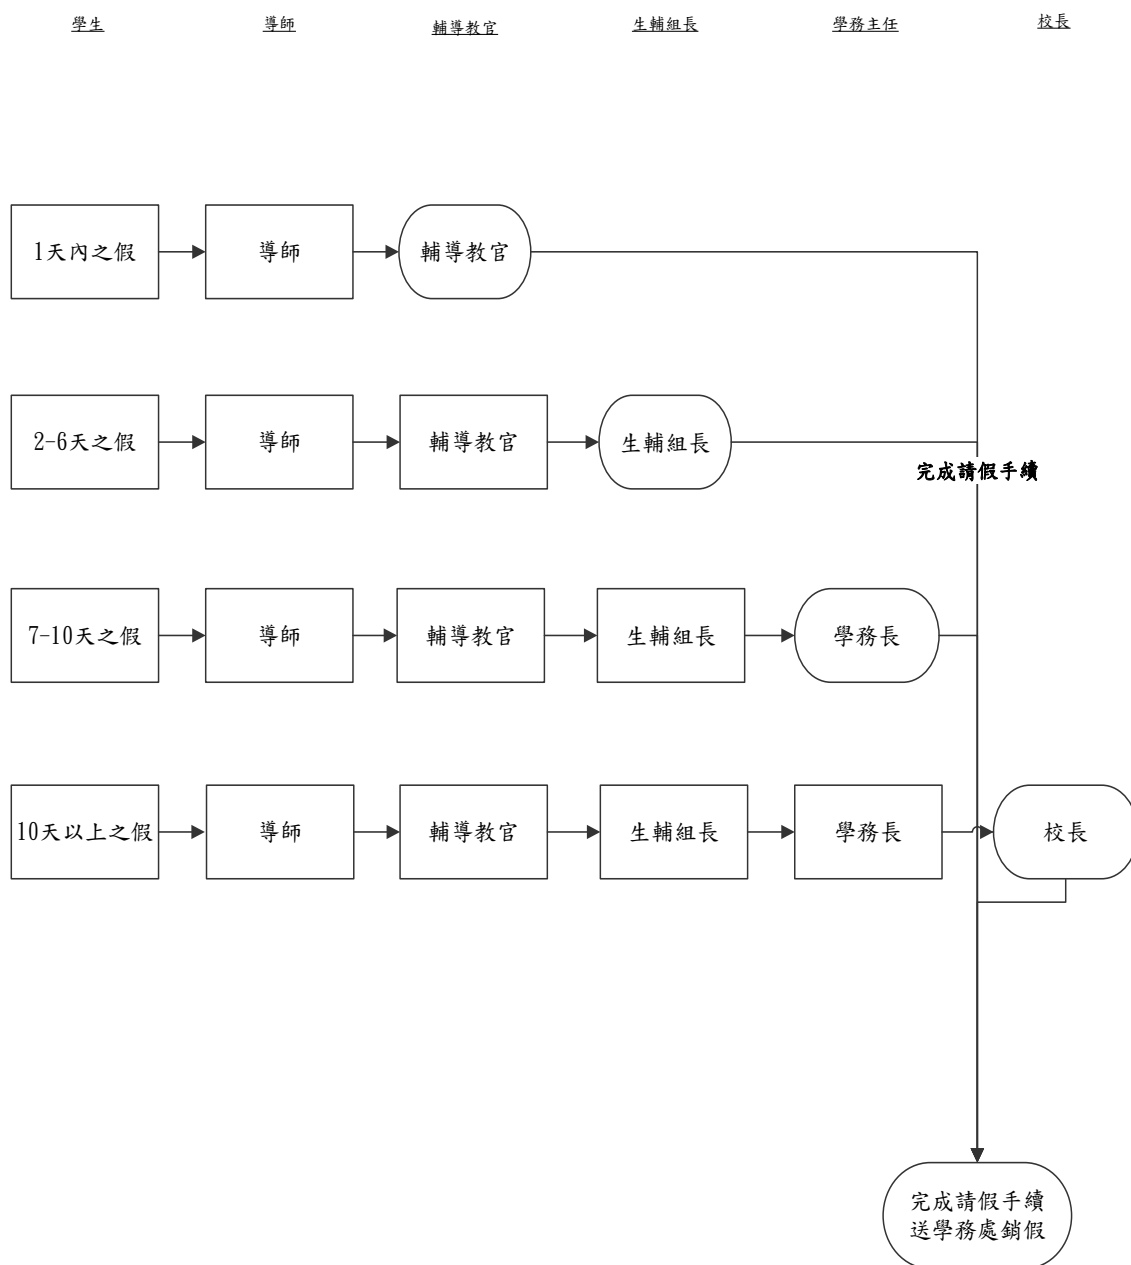 學生
導師
輔導教官
生輔組長
學務主任
校長
1天內之假
導師
輔導教官
2-6天之假
導師
輔導教官
生輔組長
完成請假手續
7-10天之假
導師
輔導教官
生輔組長
學務長
10天以上之假
導師
輔導教官
生輔組長
學務長
校長
完成請假手續
送學務處銷假